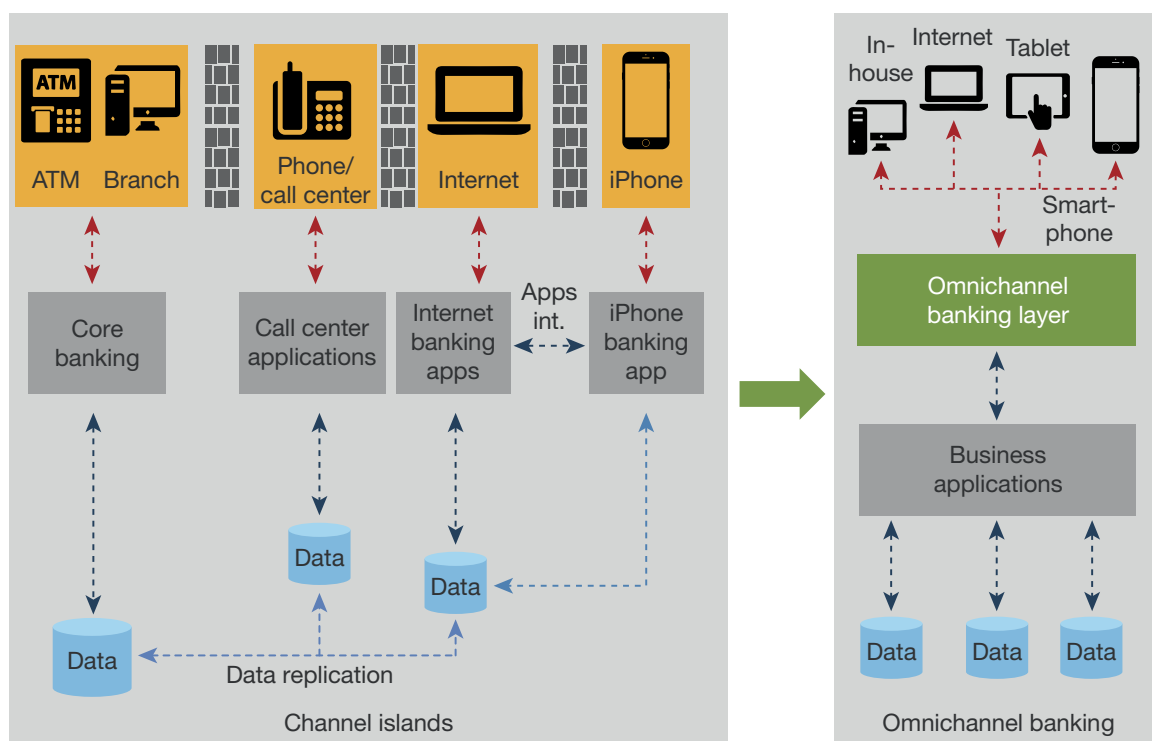 ATM
ATM
Branch
Phone/
call center
Internet
iPhone
Core
banking
Call center
applications
Internet
banking
apps
Apps
int.
iPhone
banking
app
Data
Data
Data
Data replication
Channel islands
In-
house
Internet
Tablet
Smart-
phone
Omnichannel
banking layer
Business
applications
Data
Data
Data
Omnichannel banking